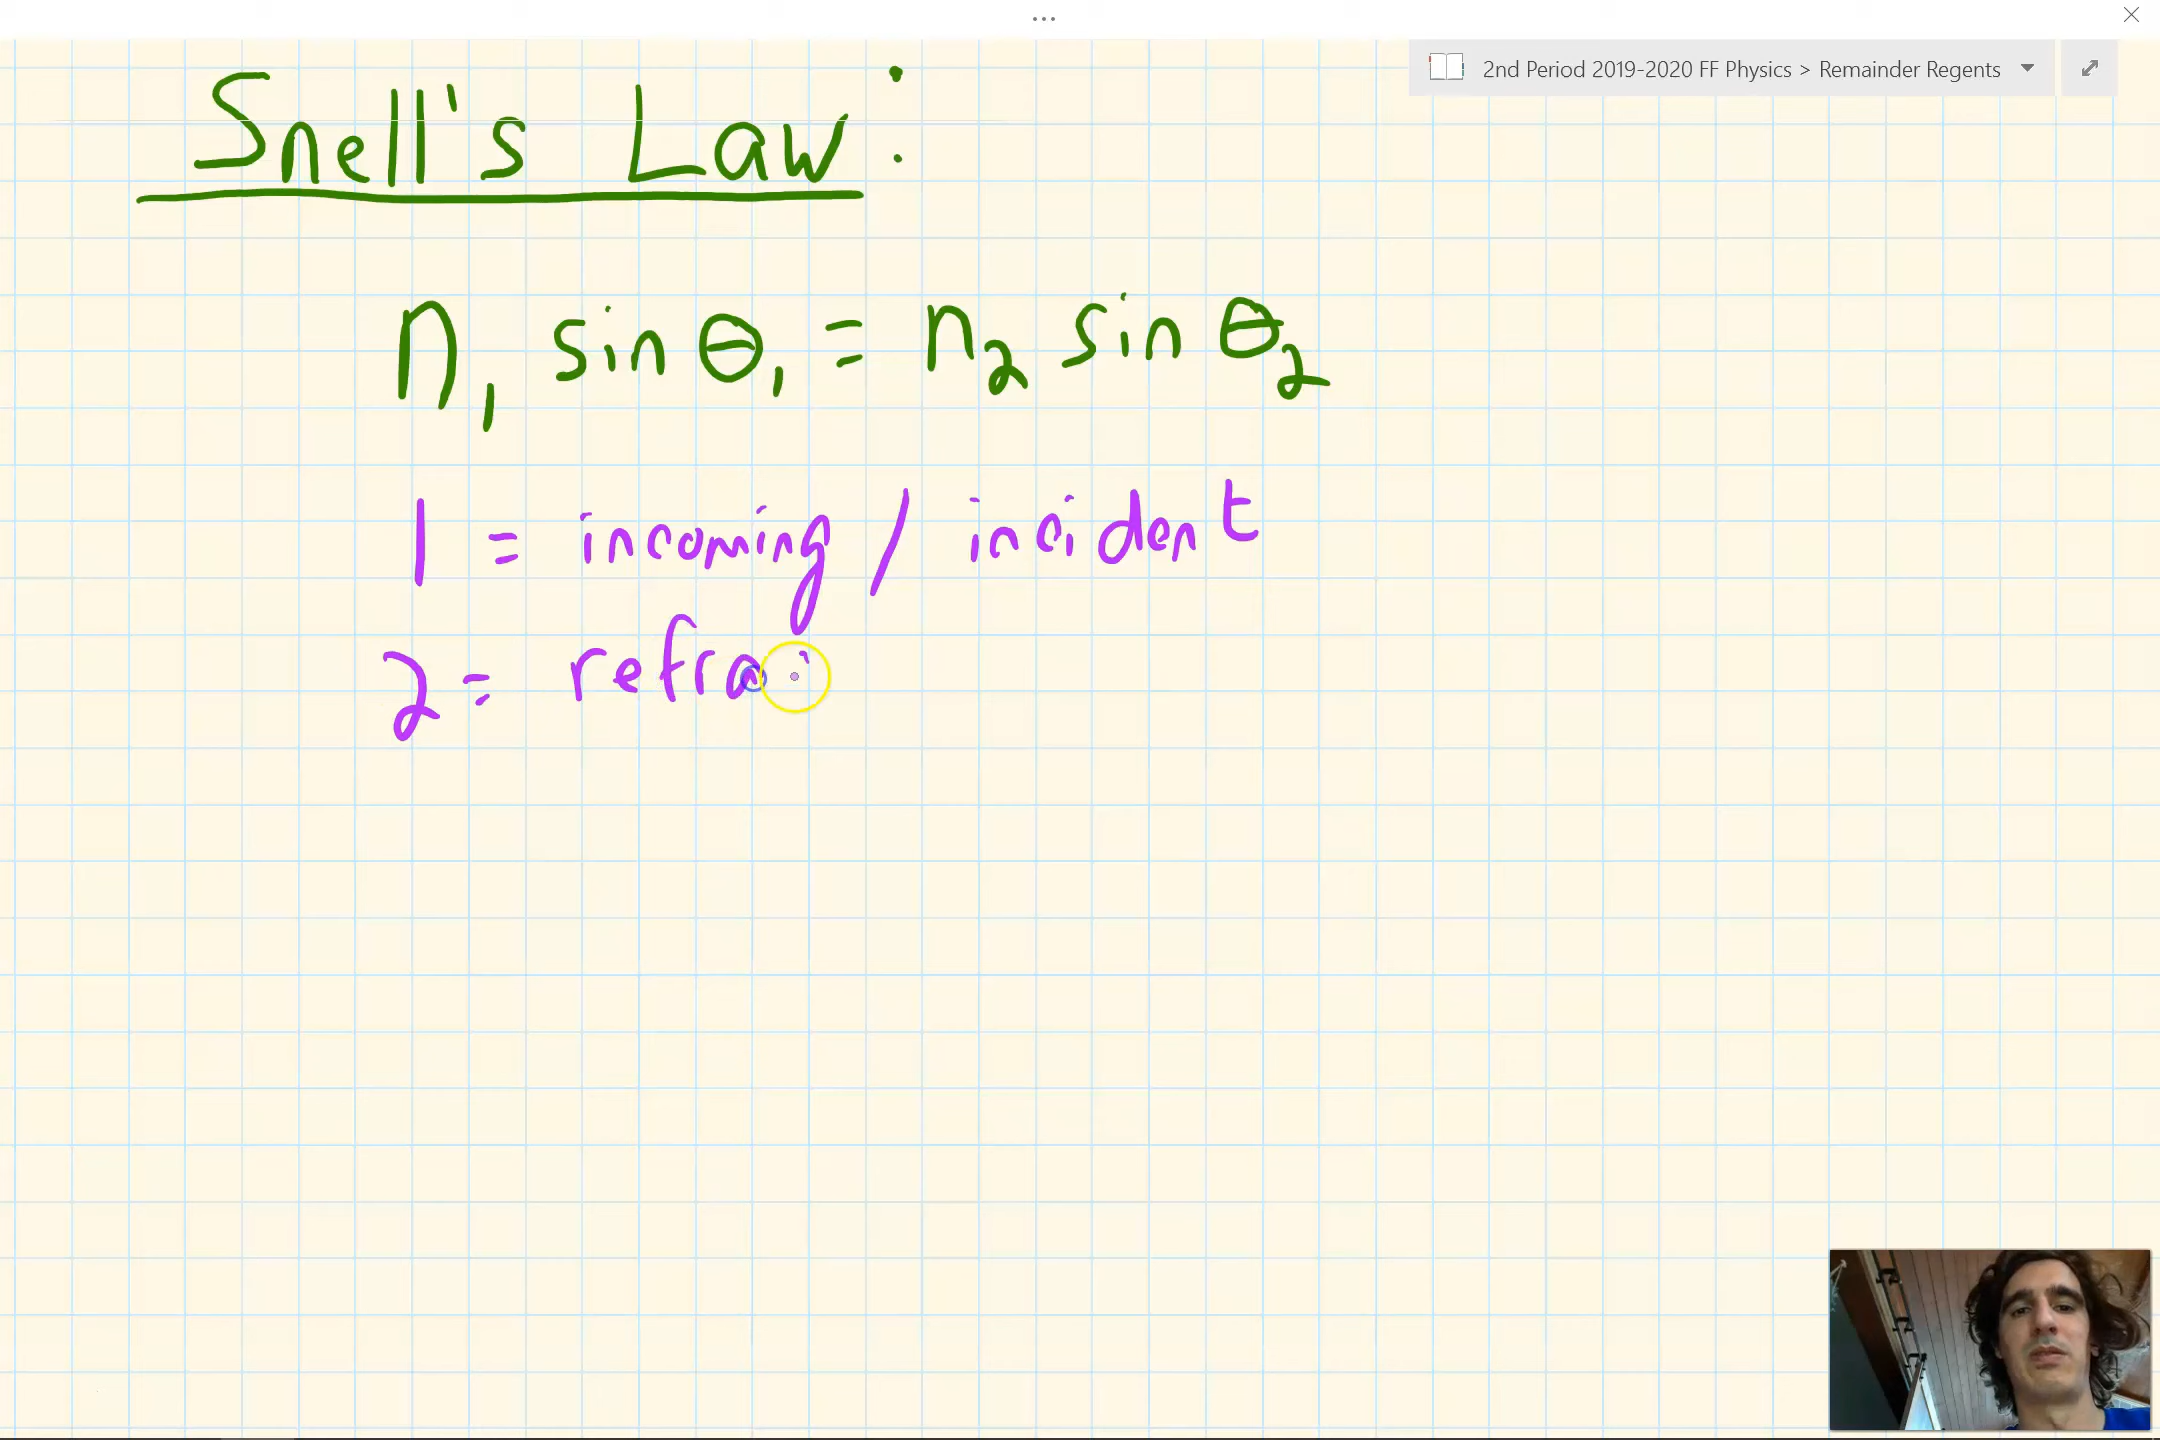 2nd Period 2019-2020 FF Physics > Remainder Regents
Snell's Law:
n₁ sin θ₁ = n₂ sin θ₂
1 = incoming / incident
2 = refra